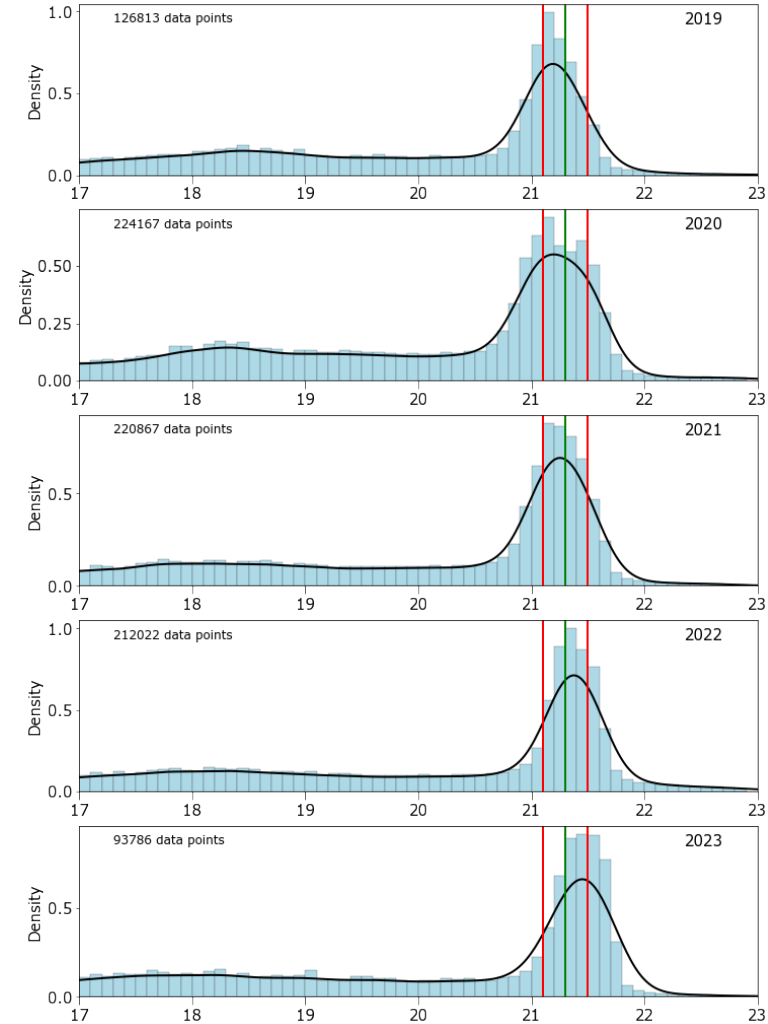 1.0
126813 data points
2019
Density
0.5
0.0
17 18 19 20 21 22 23
224167 data points
2020
0.50
Density
0.25
0.00
17 18 19 20 21 22 23
220867 data points
2021
0.5
Density
0.0
17 18 19 20 21 22 23
1.0
212022 data points
2022
Density
0.5
0.0
17 18 19 20 21 22 23
93786 data points
2023
0.5
Density
0.0
17 18 19 20 21 22 23